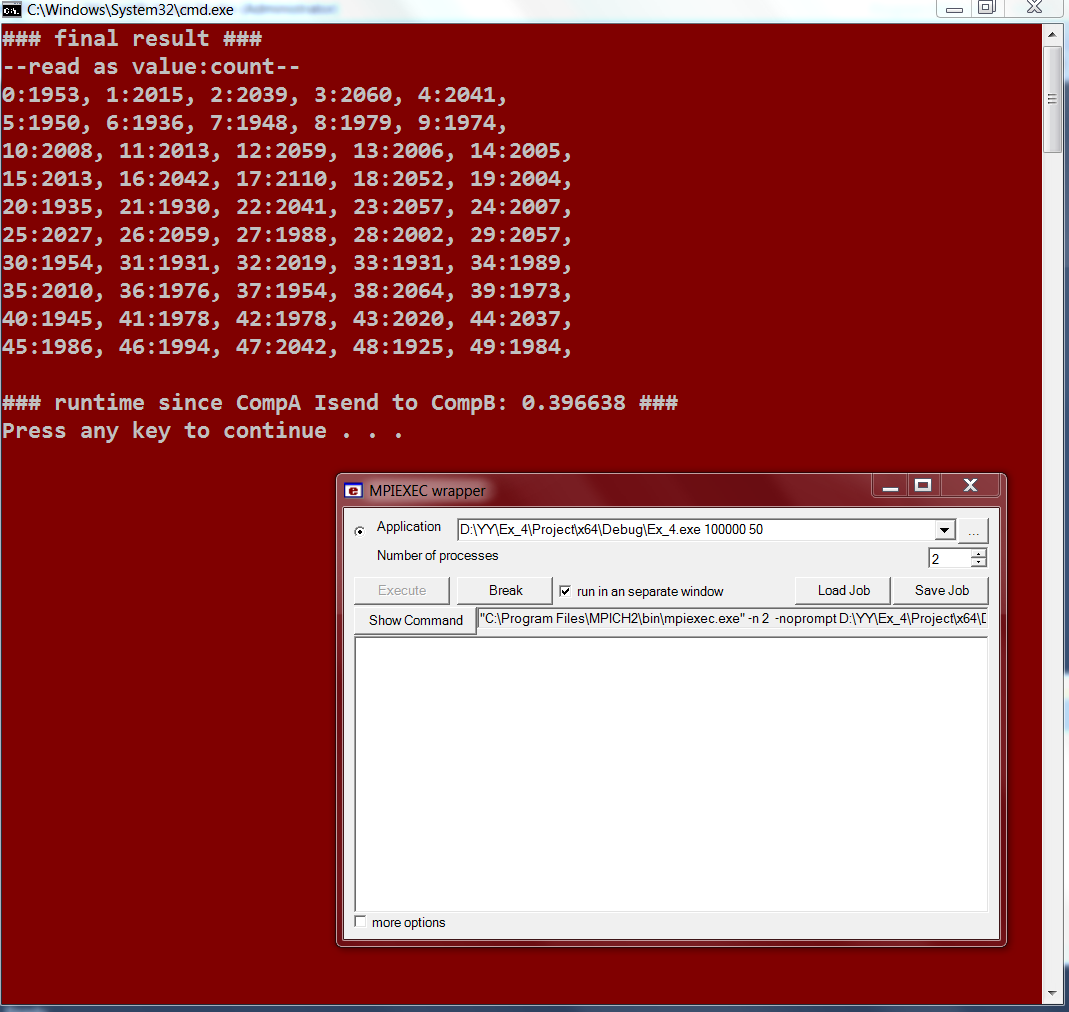 C:\Windows\System32\cmd.exe
### final result ###
--read as value:count--
0:1953, 1:2015, 2:2039, 3:2060, 4:2041,
5:1950, 6:1936, 7:1948, 8:1979, 9:1974,
10:2008, 11:2013, 12:2059, 13:2006, 14:2005,
15:2013, 16:2042, 17:2110, 18:2052, 19:2004,
20:1935, 21:1930, 22:2041, 23:2057, 24:2007,
25:2027, 26:2059, 27:1988, 28:2002, 29:2057,
30:1954, 31:1931, 32:2019, 33:1931, 34:1989,
35:2010, 36:1976, 37:1954, 38:2064, 39:1973,
40:1945, 41:1978, 42:1978, 43:2020, 44:2037,
45:1986, 46:1994, 47:2042, 48:1925, 49:1984,
### runtime since CompA Isend to CompB: 0.396638 ###
Press any key to continue . . .
MPIEXEC wrapper
Application D:\YY\Ex_4\Project\x64\Debug\Ex_4.exe 100000 50 ...
Number of processes 2
Execute Break run in an separate window Load Job Save Job
Show Command "C:\Program Files\MPICH2\bin\mpiexec.exe" -n 2 -noprompt D:\YY\Ex_4\Project\x64\D
more options